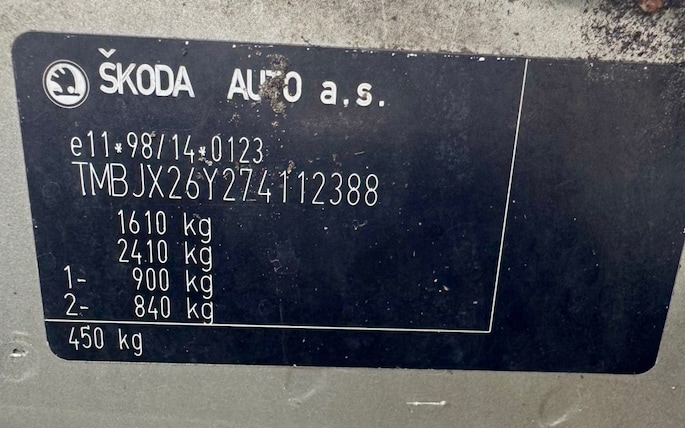 ŠKODA AUTO a.s.
e11*98/14*0123
TMBJX26Y274112388
1610 kg
2410 kg
1- 900 kg
2- 840 kg
450 kg